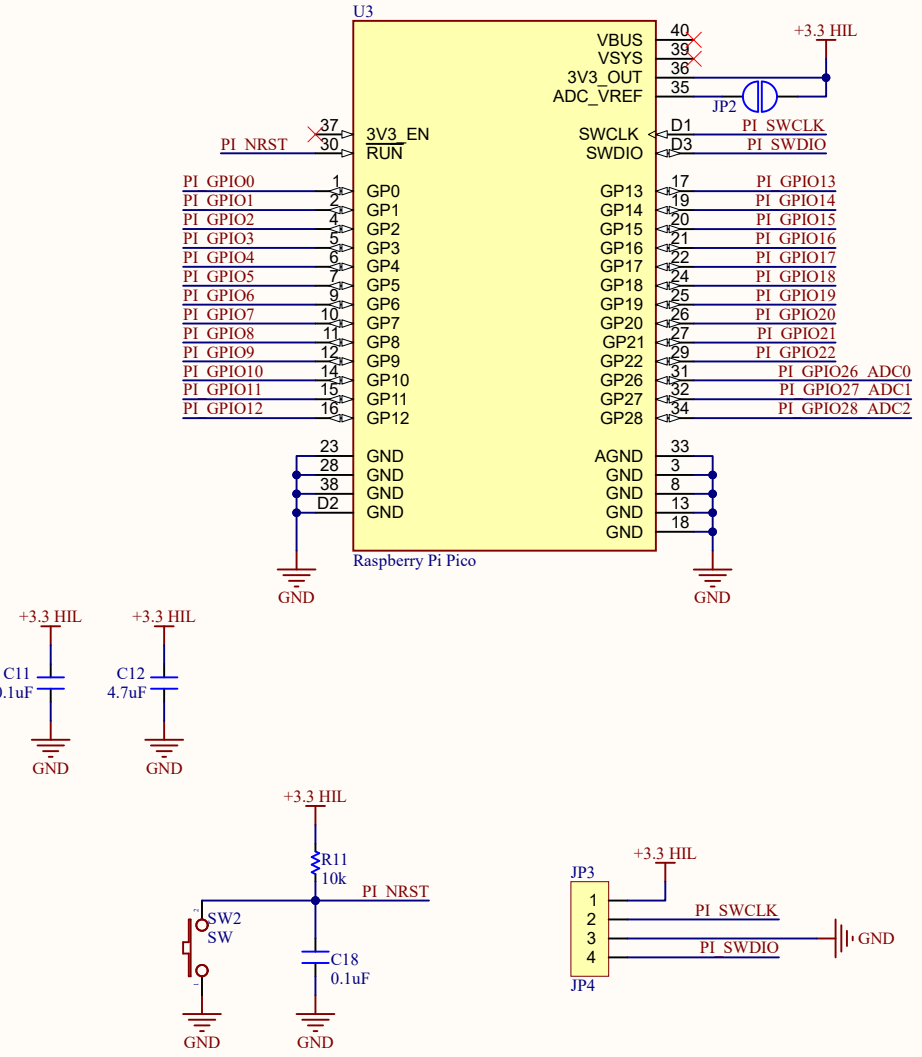 U3
VBUS 40
VSYS 39
3V3_OUT 36
ADC_VREF 35
+3.3 HIL
JP2
37 3V3_EN
PI_NRST 30 RUN
SWCLK D1 PI_SWCLK
SWDIO D3 PI_SWDIO
PI_GPIO0 1 GP0
PI_GPIO1 2 GP1
PI_GPIO2 4 GP2
PI_GPIO3 5 GP3
PI_GPIO4 6 GP4
PI_GPIO5 7 GP5
PI_GPIO6 9 GP6
PI_GPIO7 10 GP7
PI_GPIO8 11 GP8
PI_GPIO9 12 GP9
PI_GPIO10 14 GP10
PI_GPIO11 15 GP11
PI_GPIO12 16 GP12
GP13 17 PI_GPIO13
GP14 19 PI_GPIO14
GP15 20 PI_GPIO15
GP16 21 PI_GPIO16
GP17 22 PI_GPIO17
GP18 24 PI_GPIO18
GP19 25 PI_GPIO19
GP20 26 PI_GPIO20
GP21 27 PI_GPIO21
GP22 29 PI_GPIO22
GP26 31 PI_GPIO26_ADC0
GP27 32 PI_GPIO27_ADC1
GP28 34 PI_GPIO28_ADC2
23 GND
28 GND
38 GND
D2 GND
AGND 33
GND 3
GND 8
GND 13
GND 18
GND
Raspberry Pi Pico
GND
+3.3 HIL
C11
0.1uF
GND
+3.3 HIL
C12
4.7uF
GND
+3.3 HIL
R11
10k
PI_NRST
2
SW2
SW
1
GND
C18
0.1uF
GND
JP3
+3.3 HIL
1
2 PI_SWCLK
3 GND
4 PI_SWDIO
JP4